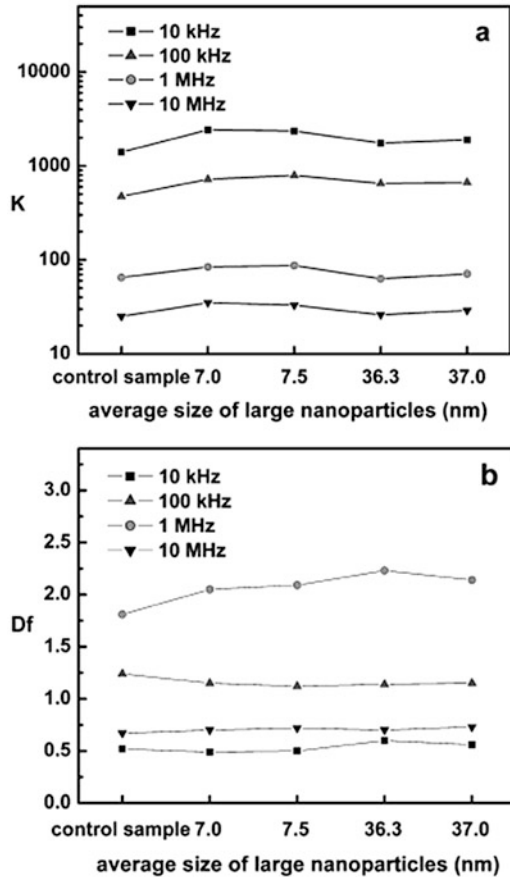 a
10 kHz
100 kHz
1 MHz
10 MHz
10000
1000
100
10
K
control sample 7.0 7.5 36.3 37.0
average size of large nanoparticles (nm)
b
10 kHz
100 kHz
1 MHz
10 MHz
3.0
2.5
2.0
1.5
1.0
0.5
0.0
Df
control sample 7.0 7.5 36.3 37.0
average size of large nanoparticles (nm)